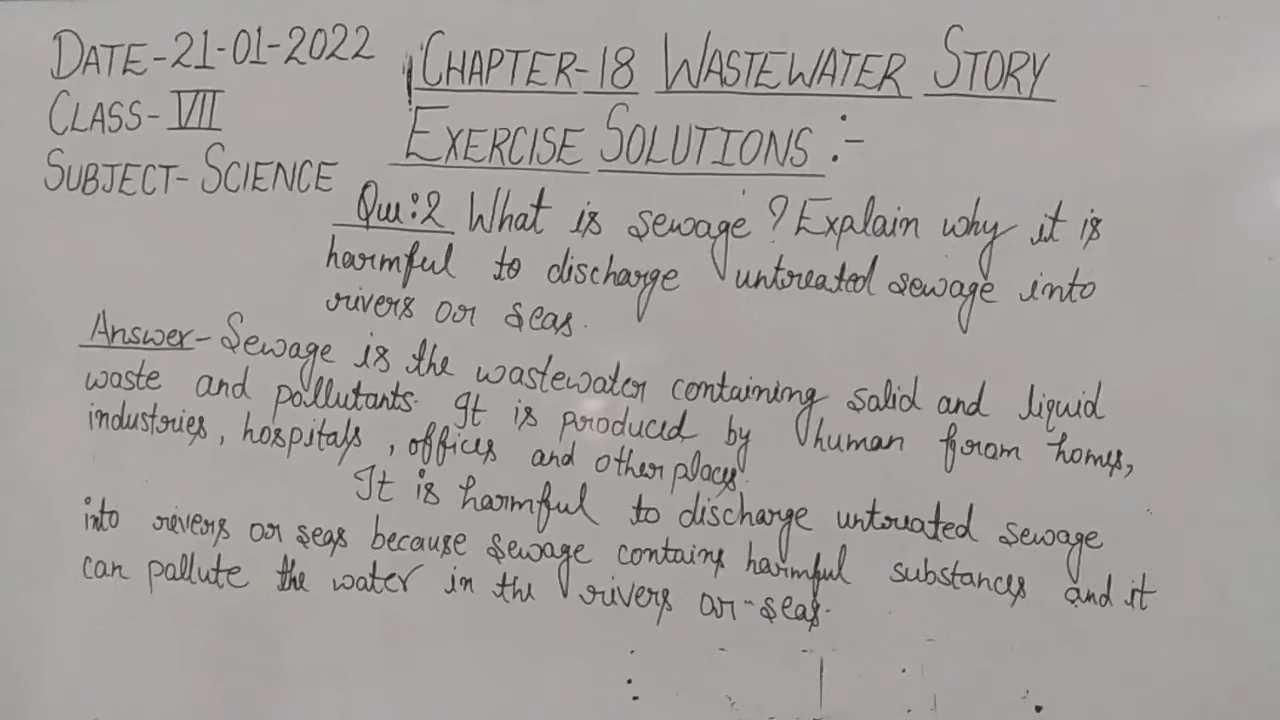 DATE-21-01-2022
CLASS-VII
SUBJECT-SCIENCE
CHAPTER-18 WASTEWATER STORY
EXERCISE SOLUTIONS :-
Que:2 What is sewage? Explain why it is
harmful to discharge untreated sewage into
rivers or seas.
Answer- Sewage is the wastewater containing solid and liquid
waste and pollutants. It is produced by human from homes,
industries, hospitals, offices and other places.
It is harmful to discharge untreated sewage
into rivers or seas because sewage contains harmful substances and it
can pollute the water in the rivers or seas.